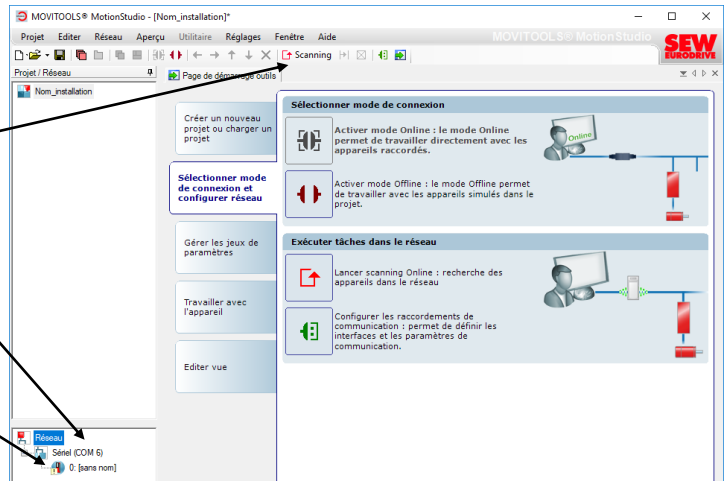 MOVITOOLS® MotionStudio - [Nom_installation]*
Projet Editer Réseau Aperçu Utilitaire Réglages Fenêtre Aide
MOVITOOLS® MotionStudio
SEW
EURODRIVE
Scanning
Projet / Réseau
Page de démarrage outils
Nom_installation
Créer un nouveau
projet ou charger un
projet
Sélectionner mode
de connexion et
configurer réseau
Gérer les jeux de
paramètres
Travailler avec
l'appareil
Editer vue
Sélectionner mode de connexion
Activer mode Online : le mode Online
permet de travailler directement avec les
appareils raccordés.
Online
Activer mode Offline : le mode Offline permet
de travailler avec les appareils simulés dans le
projet.
Exécuter tâches dans le réseau
Lancer scanning Online : recherche des
appareils dans le réseau
Configurer les raccordements de
communication : permet de définir les
interfaces et les paramètres de
communication.
Réseau
Sériel (COM 6)
0: [sans nom]